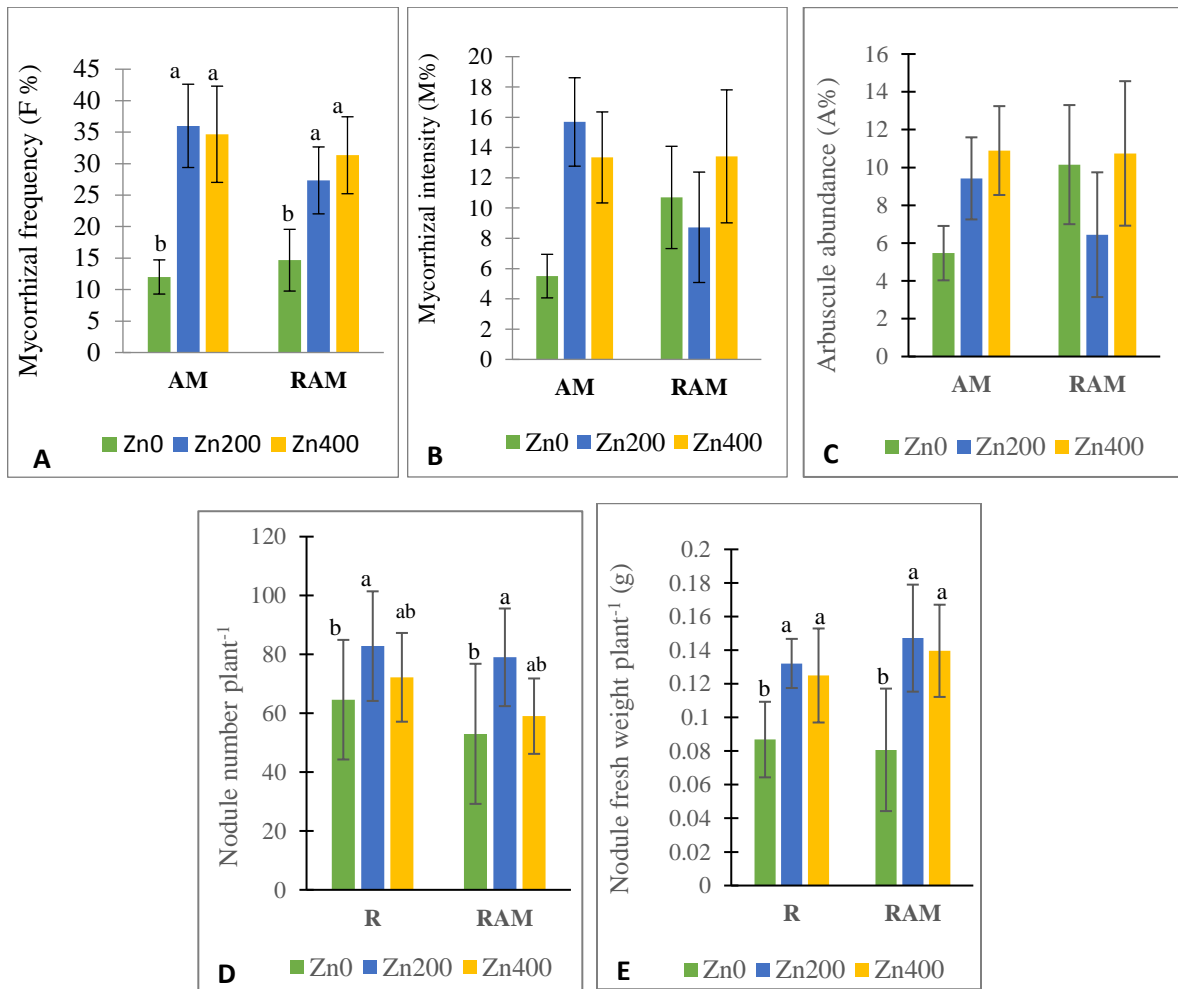 Mycorrhizal frequency (F %)
45
40
35
30
25
20
15
10
5
0
b
a
a
b
a
a
AM RAM
Zn0 Zn200 Zn400
A
Mycorrhizal intensity (M%)
20
18
16
14
12
10
8
6
4
2
0
AM RAM
Zn0 Zn200 Zn400
B
Arbuscule abundance (A%)
16
14
12
10
8
6
4
2
0
AM RAM
Zn0 Zn200 Zn400
C
Nodule number plant-1
120
100
80
60
40
20
0
b
a
ab
b
a
ab
R RAM
Zn0 Zn200 Zn400
D
Nodule fresh weight plant-1 (g)
0.2
0.18
0.16
0.14
0.12
0.1
0.08
0.06
0.04
0.02
0
b
a
a
b
a
a
R RAM
Zn0 Zn200 Zn400
E